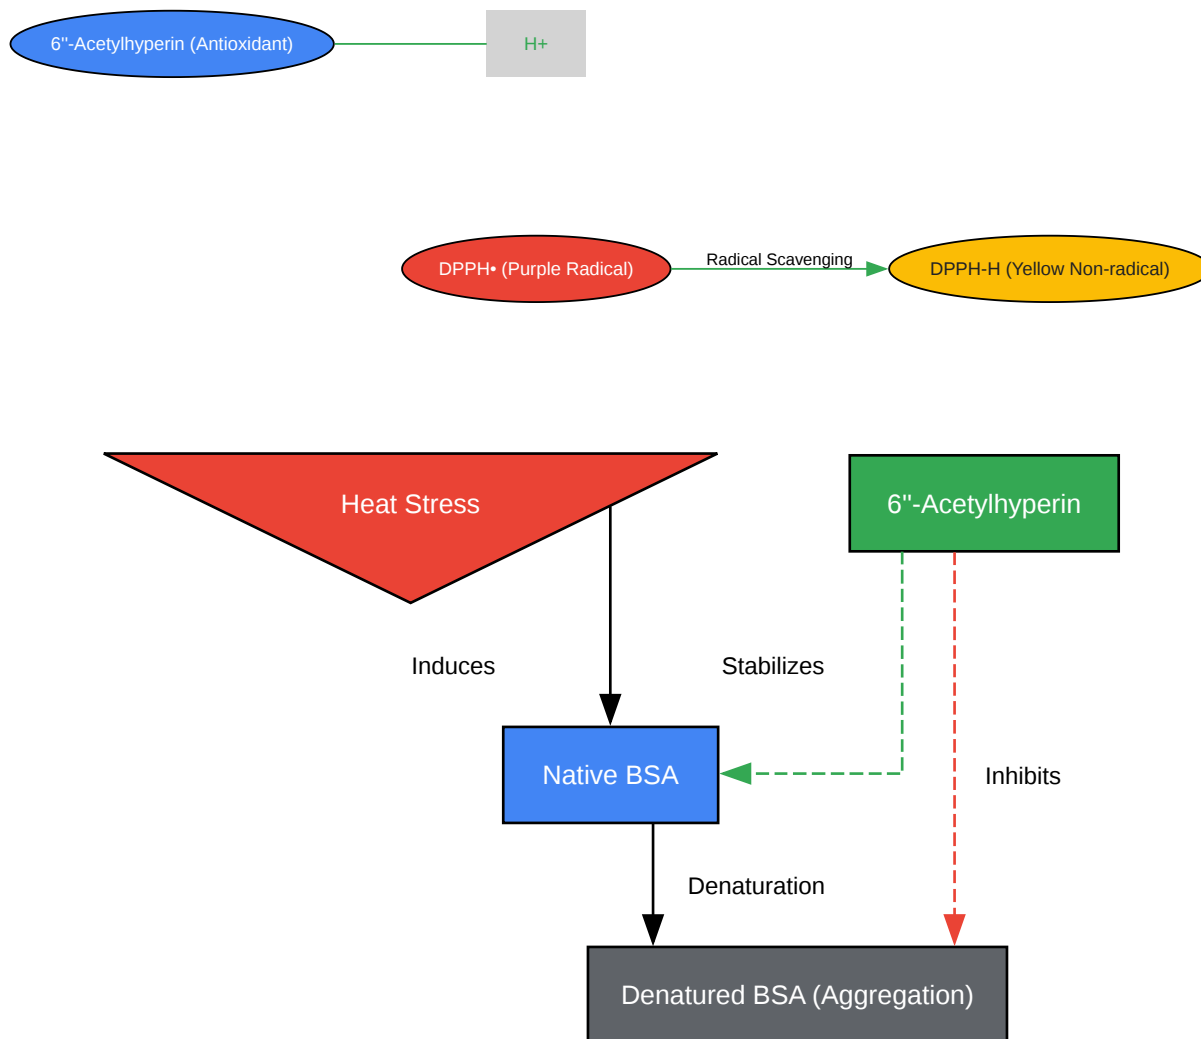 6''-Acetylhyperin (Antioxidant)
H+
DPPH• (Purple Radical)
Radical Scavenging
DPPH-H (Yellow Non-radical)
Heat Stress
6''-Acetylhyperin
Induces
Stabilizes
Native BSA
Inhibits
Denaturation
Denatured BSA (Aggregation)